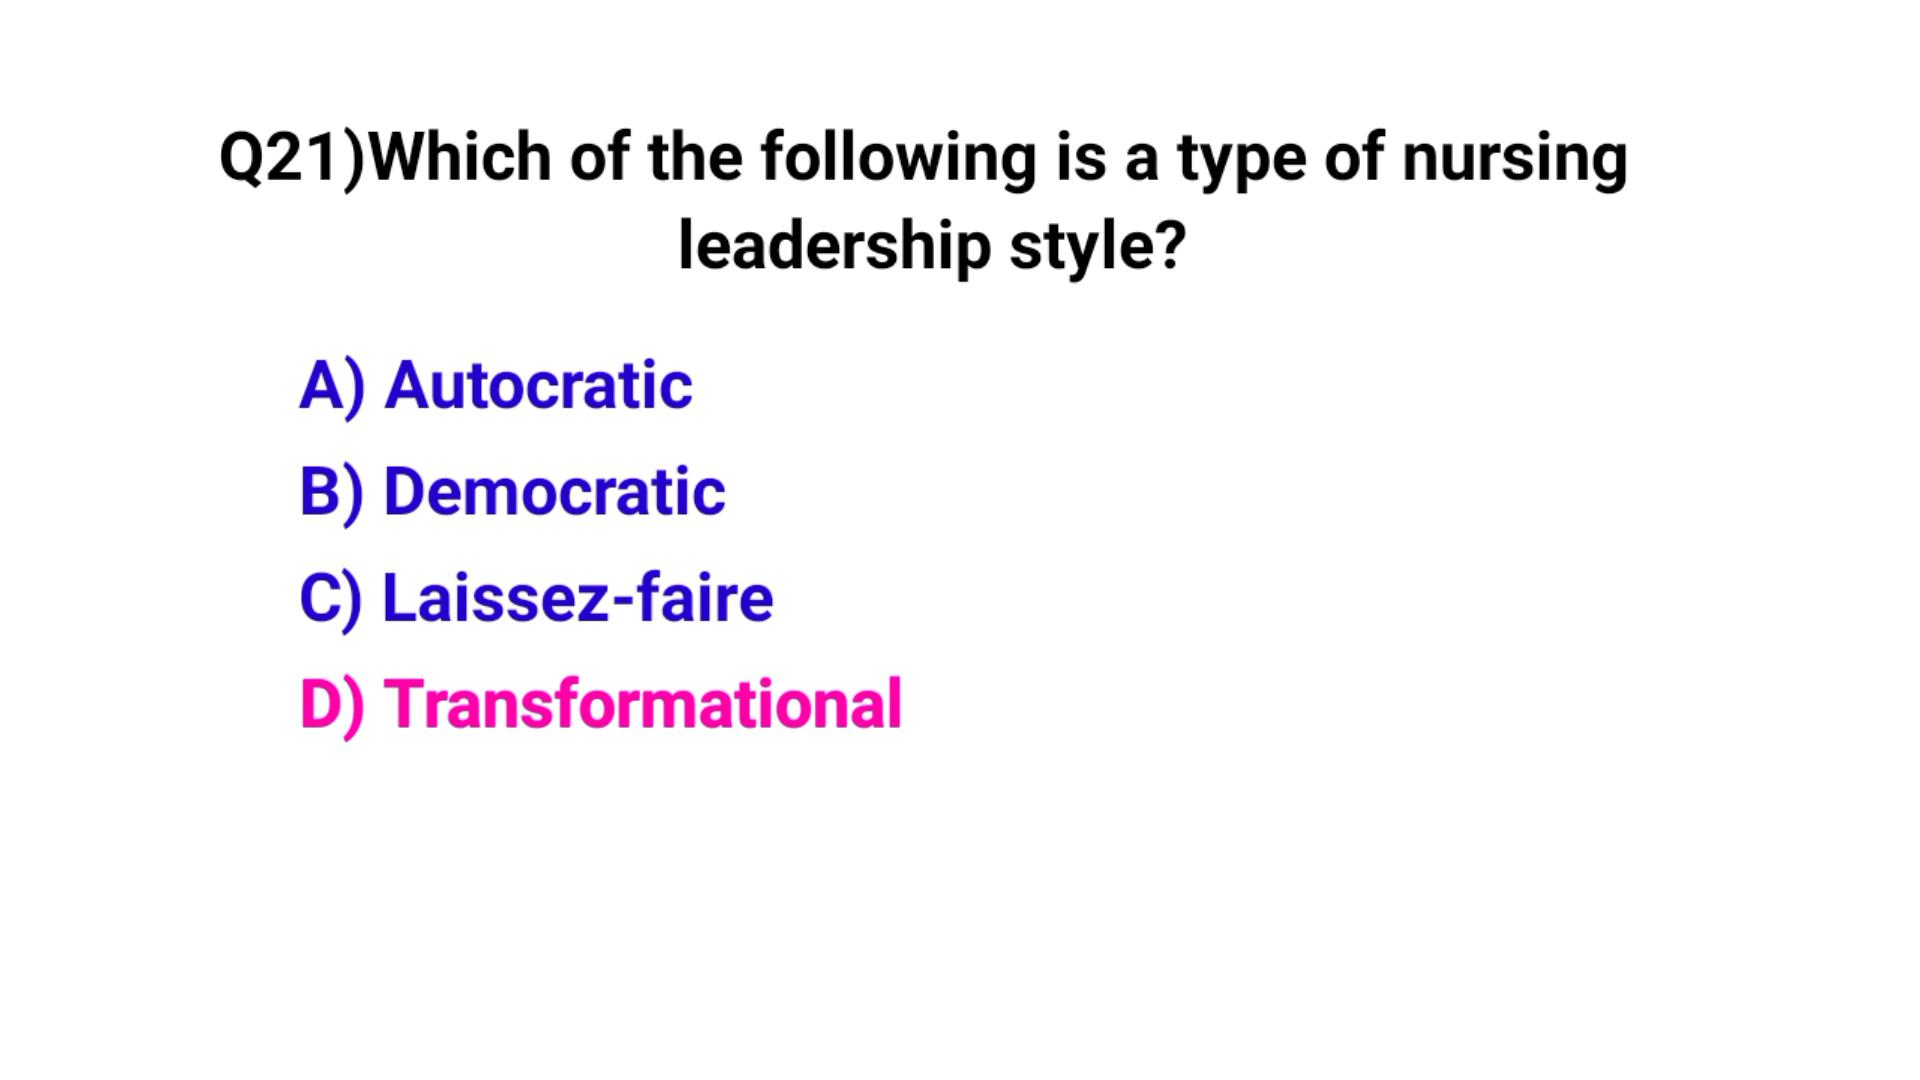 Q21)Which of the following is a type of nursing
leadership style?
A) Autocratic
B) Democratic
C) Laissez-faire
D) Transformational